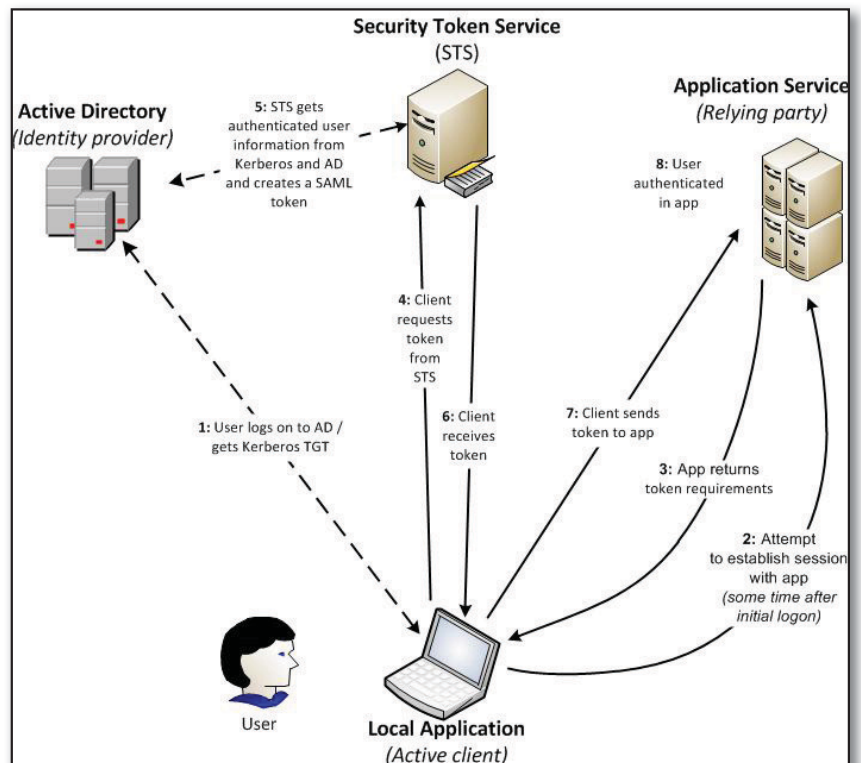 Security Token Service
(STS)
Active Directory
(Identity provider)
5: STS gets
authenticated user
information from
Kerberos and AD
and creates a SAML
token
Application Service
(Relying party)
8: User
authenticated
in app
4: Client
requests
token
from
STS
1: User logs on to AD /
gets Kerberos TGT
6: Client
receives
token
7: Client sends
token to app
3: App returns
token requirements
2: Attempt
to establish session
with app
(some time after
initial logon)
User
Local Application
(Active client)